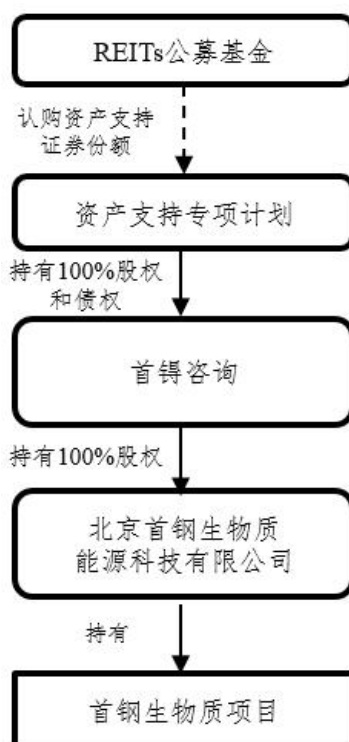 REITs公募基金
认购资产支持
证券份额
资产支持专项计划
持有100%股权
和债权
首锝咨询
持有100%股权
北京首钢生物质
能源科技有限公司
持有
首钢生物质项目